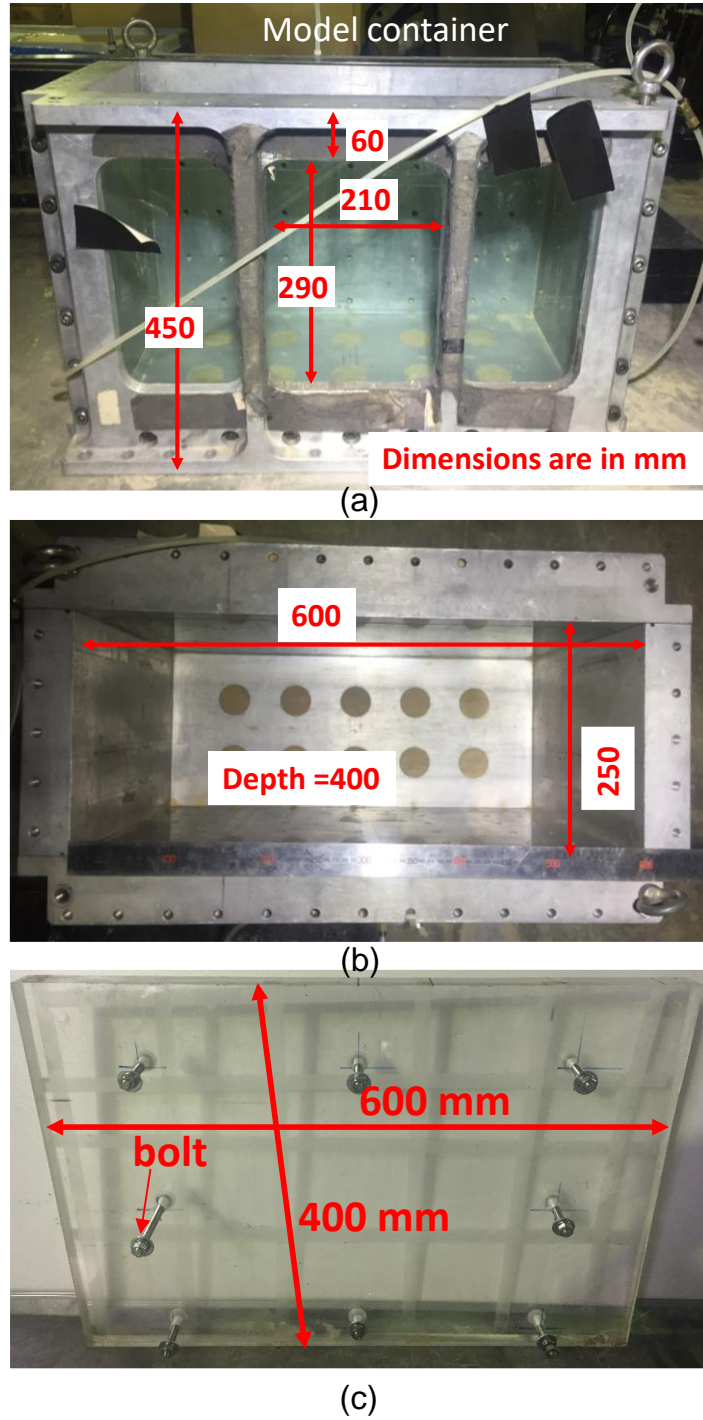 Model container
60
210
290
450
Dimensions are in mm
(a)
600
Depth =400
250
(b)
600 mm
bolt
400 mm
(c)